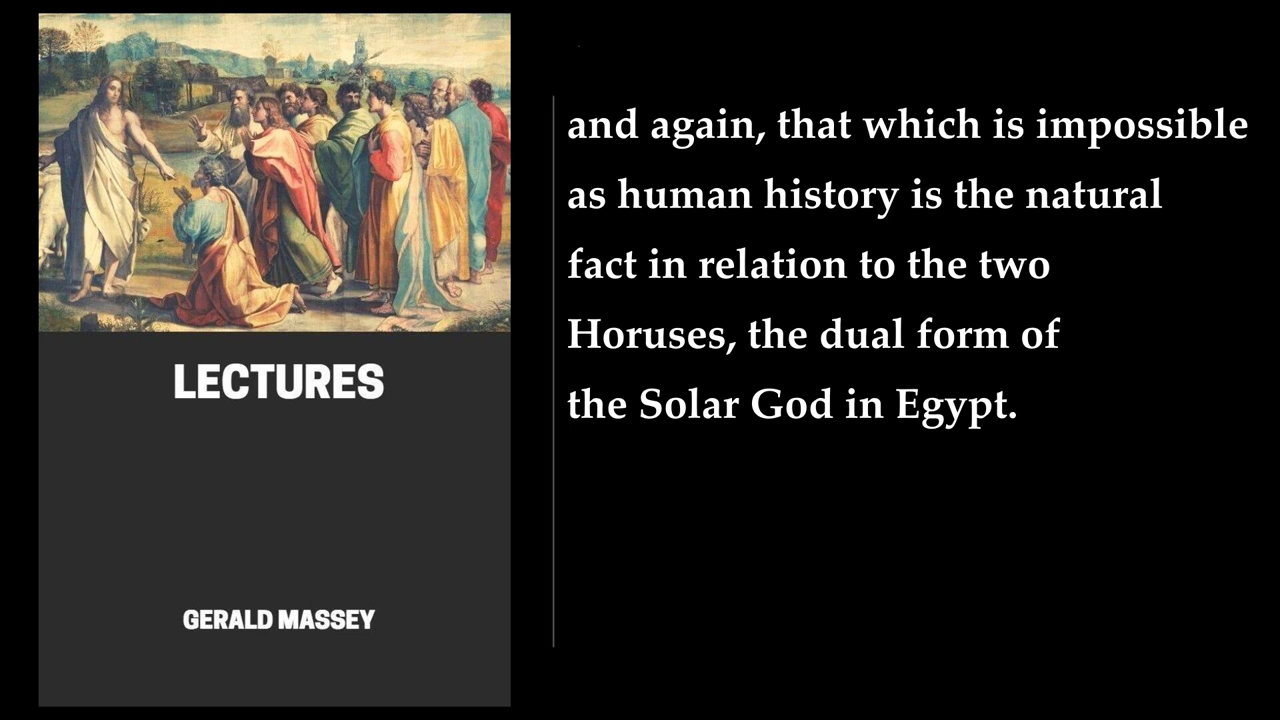 LECTURES
GERALD MASSEY
and again, that which is impossible
as human history is the natural
fact in relation to the two
Horuses, the dual form of
the Solar God in Egypt.